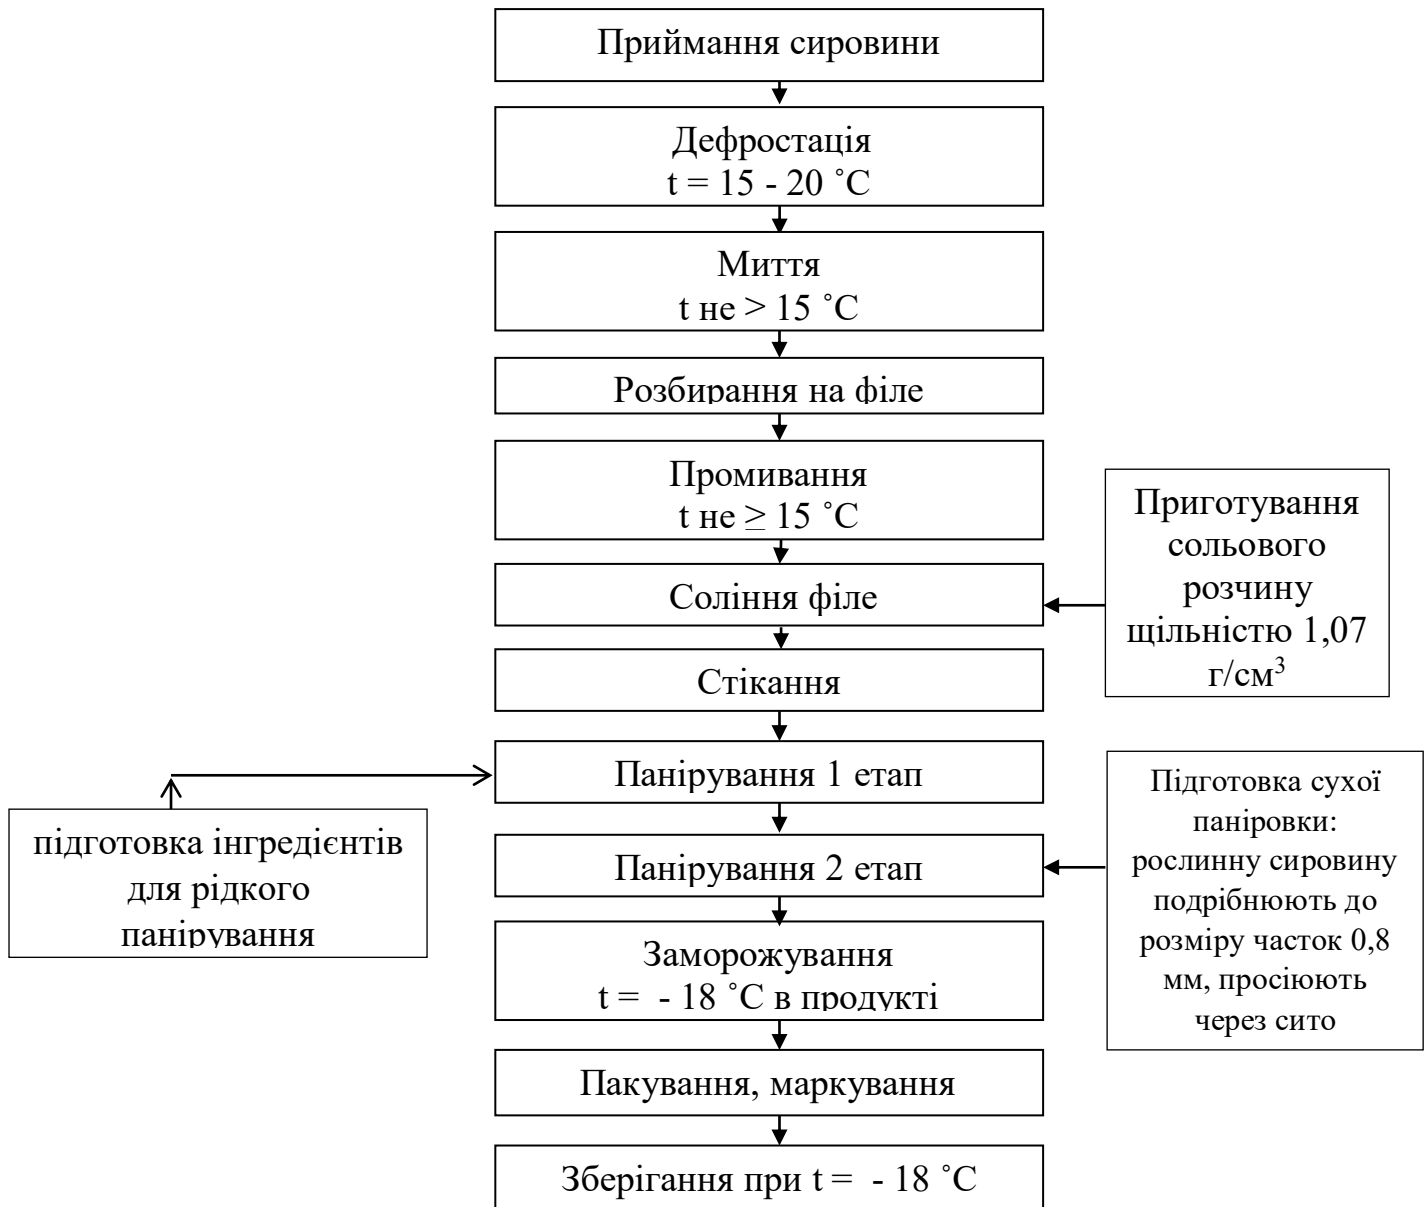 Приймання сировини
Дефростація
t = 15 - 20 ˚С
Миття
t не > 15 ˚С
Розбирання на філе
Промивання
t не ≥ 15 ˚С
Соління філе
Приготування
сольового
розчину
щільністю 1,07
г/см³
Стікання
Панірування 1 етап
підготовка інгредієнтів
для рідкого
панірування
Панірування 2 етап
Підготовка сухої
паніровки:
рослинну сировину
подрібнюють до
розміру часток 0,8
мм, просіюють
через сито
Заморожування
t =  - 18 ˚С в продукті
Пакування, маркування
Зберігання при t =  - 18 ˚С